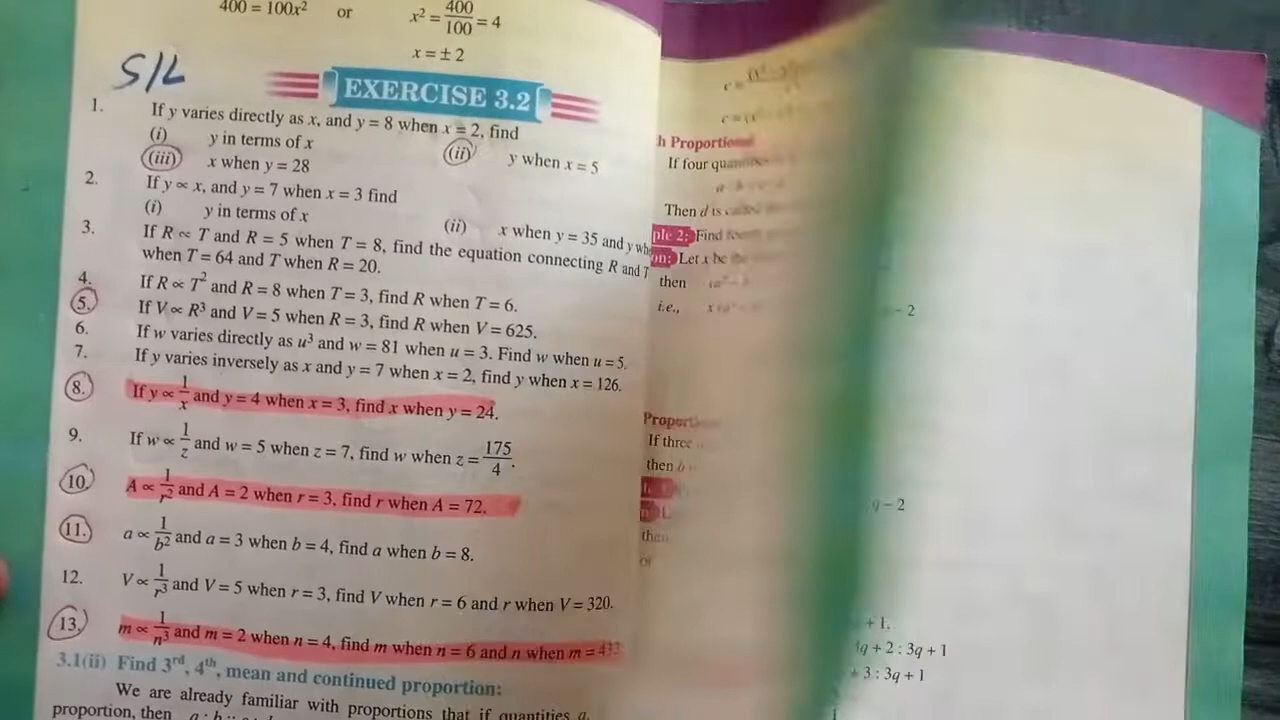 400 = 100x² or x² = 400/100 = 4
x = ± 2
S/L
EXERCISE 3.2
1. If y varies directly as x, and y = 8 when x = 2, find
(i) y in terms of x (ii) y when x = 5
(iii) x when y = 28
2. If y ∝ x, and y = 7 when x = 3 find
(i) y in terms of x (ii) x when y = 35 and y
3. If R ∝ T and R = 5 when T = 8, find the equation connecting R and
when T = 64 and T when R = 20.
4. If R ∝ T² and R = 8 when T = 3, find R when T = 6.
5. If V ∝ R³ and V = 5 when R = 3, find R when V = 625.
6. If w varies directly as u³ and w = 81 when u = 3. Find w when u = 5.
7. If y varies inversely as x and y = 7 when x = 2, find y when x = 126.
8. If y ∝ 1/x and y = 4 when x = 3, find x when y = 24.
9. If w ∝ 1/z and w = 5 when z = 7, find w when z = 175/4.
10. A ∝ 1/r² and A = 2 when r = 3, find r when A = 72.
11. a ∝ 1/b² and a = 3 when b = 4, find a when b = 8.
12. V ∝ 1/r³ and V = 5 when r = 3, find V when r = 6 and r when V = 320.
13. m ∝ 1/n³ and m = 2 when n = 4, find m when n = 6 and n when m =
3.1(ii) Find 3rd, 4th, mean and continued proportion:
We are already familiar with proportions that if quantities a,
proportion, then
h Proportional
If four
Then d is
ple 2: Find
on: Let x be
then
i.e.,
If three
then b
than
or
- 2
q - 2
+ 1.
q + 2 : 3q + 1
+ 3 : 3q + 1